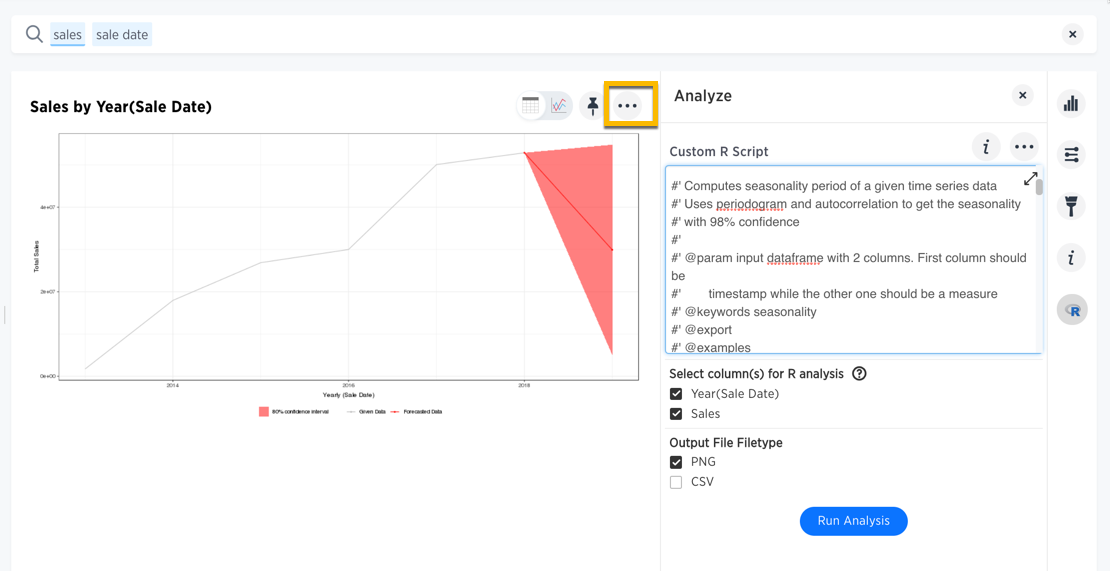 sales sale date
Sales by Year(Sale Date)
4e+07
2e+07
0e+00
Total Sales
2014
2016
2018
Yearly (Sale Date)
80% confidence interval
Given Data
Forecasted Data
Analyze
Custom R Script
i
#' Computes seasonality period of a given time series data
#' Uses periodogram and autocorrelation to get the seasonality
#' with 98% confidence
#'
#' @param input dataframe with 2 columns. First column should
be
#' timestamp while the other one should be a measure
#' @keywords seasonality
#' @export
#' @examples
Select column(s) for R analysis ?
Year(Sale Date)
Sales
Output File Filetype
PNG
CSV
Run Analysis
i
R